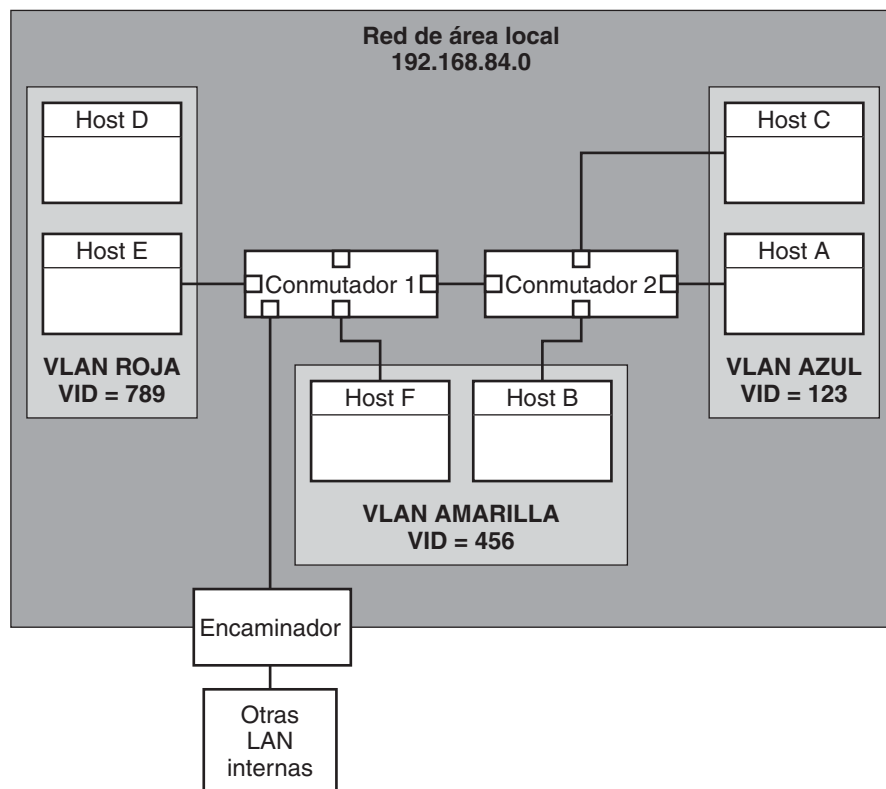 Red de área local
192.168.84.0
Host D
Host C
Host E
Host A
Conmutador 1
Conmutador 2
VLAN ROJA
VID = 789
VLAN AZUL
VID = 123
Host F
Host B
VLAN AMARILLA
VID = 456
Encaminador
Otras
LAN
internas